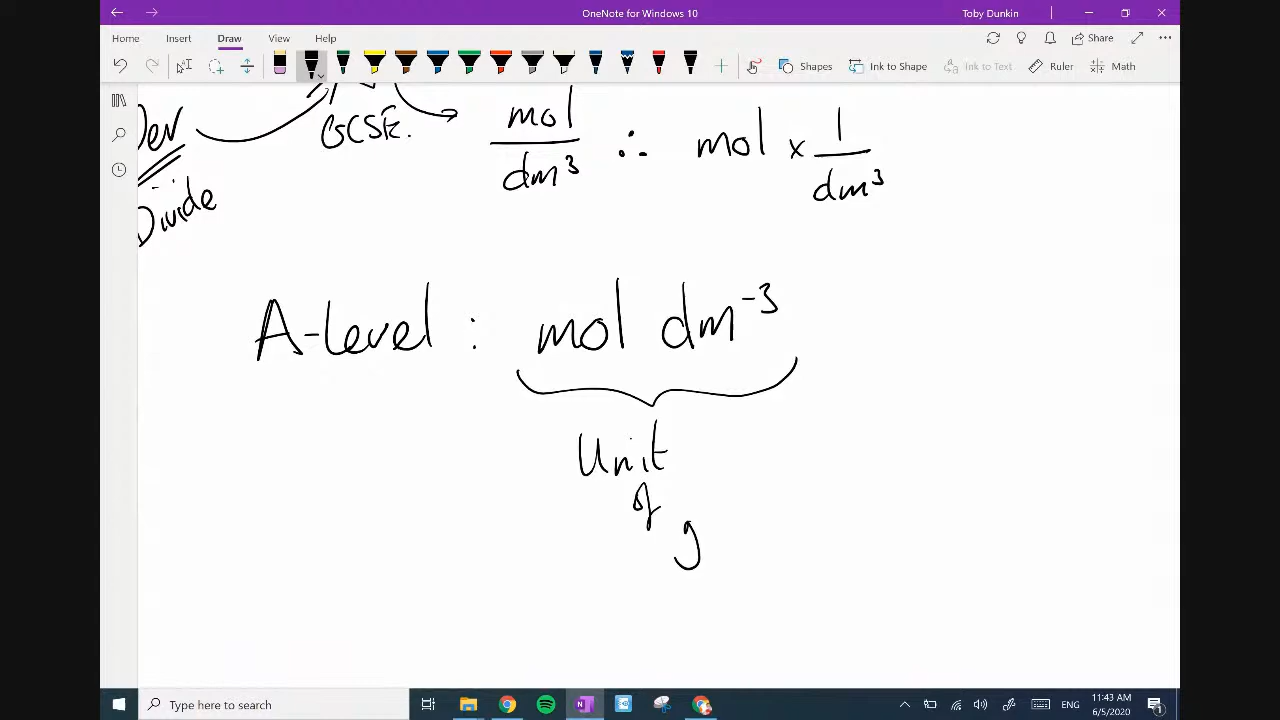 OneNote for Windows 10
Toby Dunkin
Home Insert Draw View Help
Share
Shapes Ink to Shape Ink to Text Ruler Math
GCSE.
Divide
mol
dm³
∴ mol × 1
dm³
A-Level : mol dm⁻³
Unit
of
g
Type here to search
ENG
11:43 AM
6/5/2020